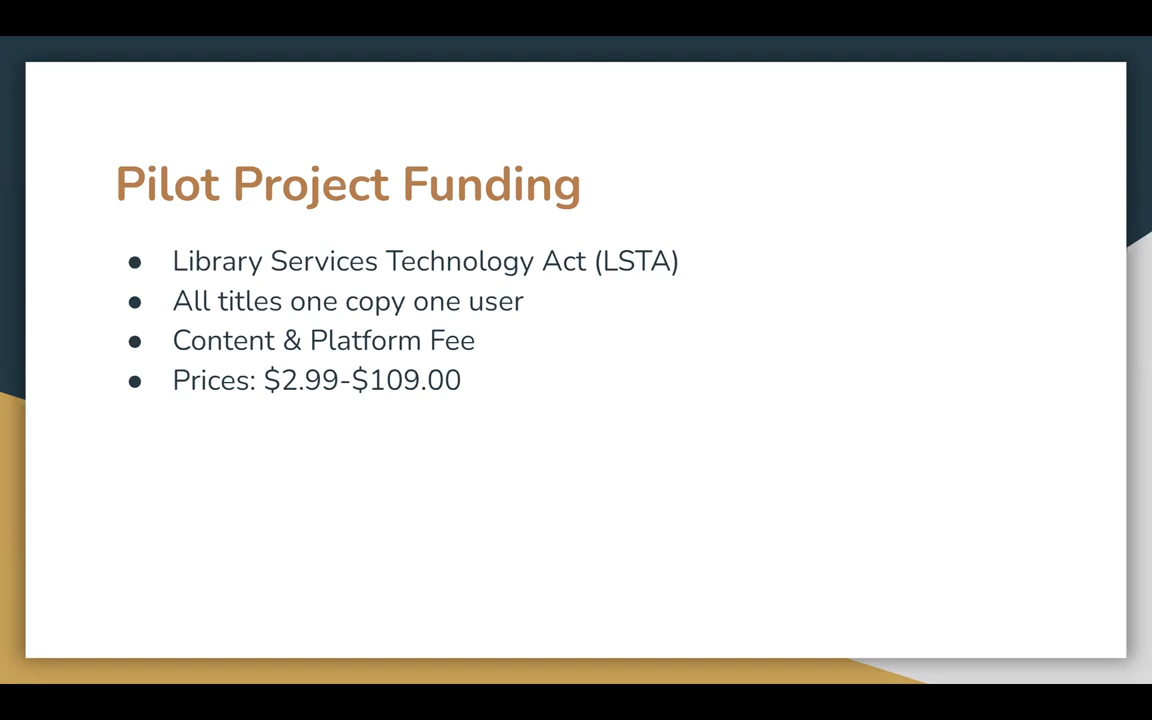 Pilot Project Funding
● Library Services Technology Act (LSTA)
● All titles one copy one user
● Content & Platform Fee
● Prices: $2.99-$109.00